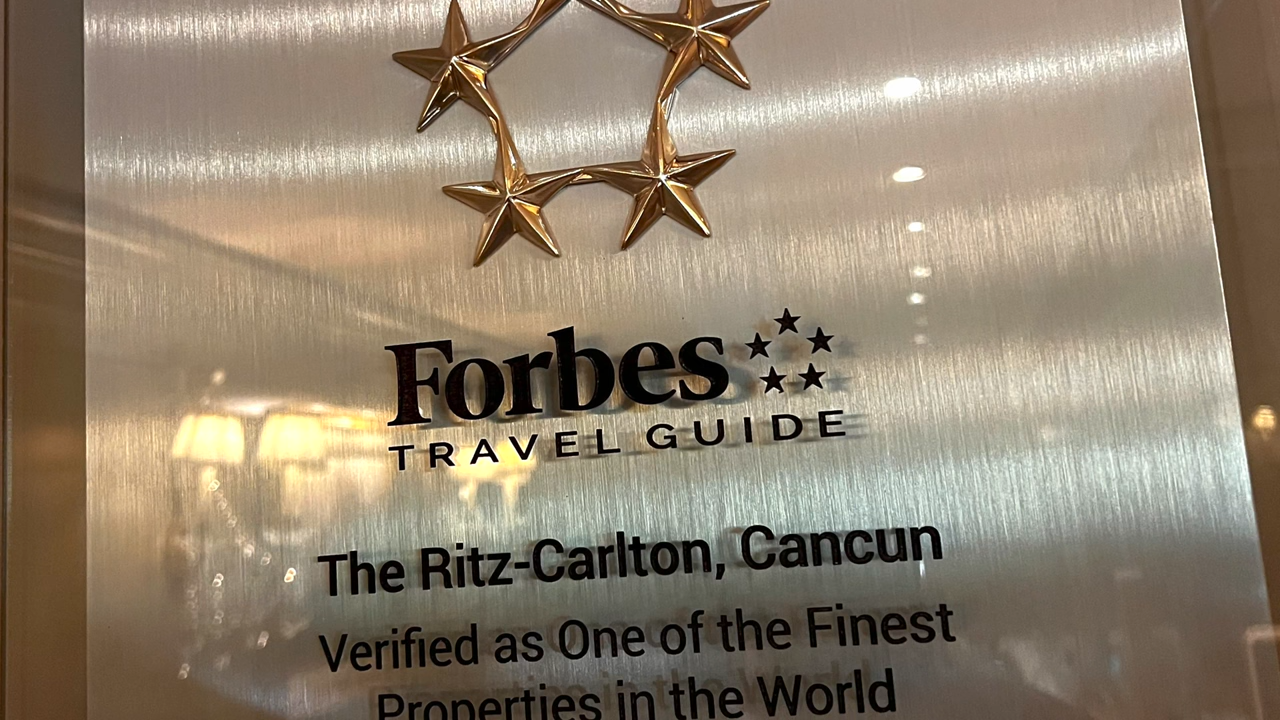 Forbes
TRAVEL GUIDE
The Ritz-Carlton, Cancun
Verified as One of the Finest
Properties in the World